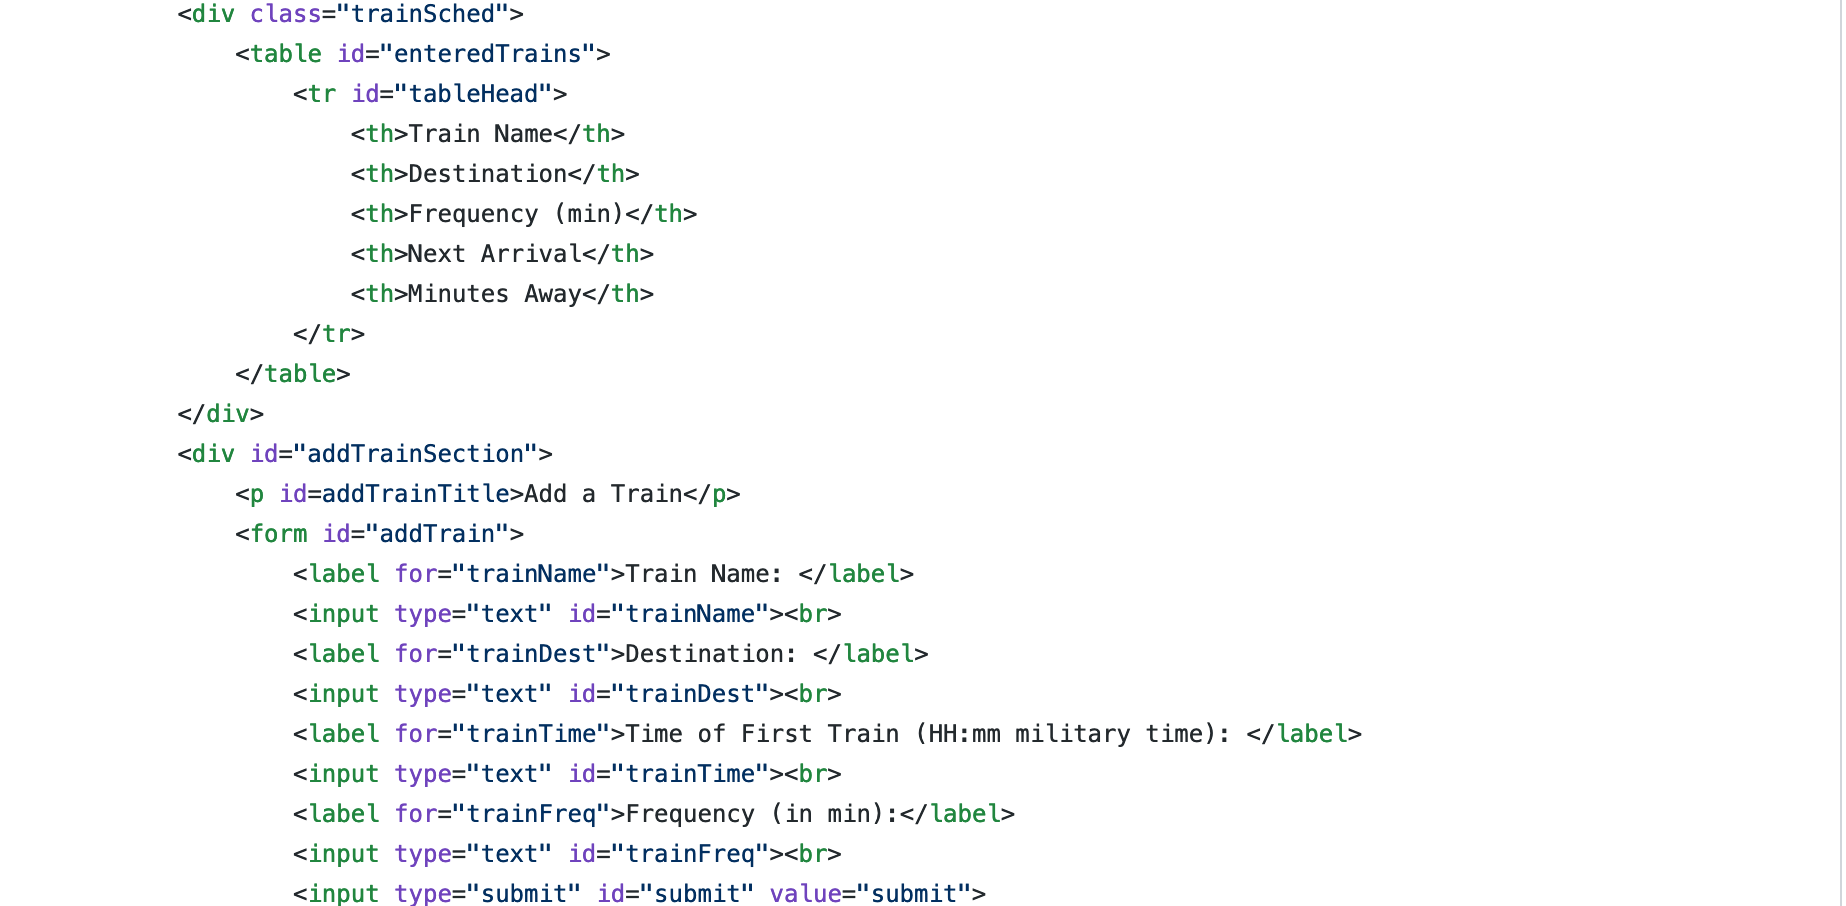 <div class="trainSched">
    <table id="enteredTrains">
        <tr id="tableHead">
            <th>Train Name</th>
            <th>Destination</th>
            <th>Frequency (min)</th>
            <th>Next Arrival</th>
            <th>Minutes Away</th>
        </tr>
    </table>
</div>
<div id="addTrainSection">
    <p id=addTrainTitle>Add a Train</p>
    <form id="addTrain">
        <label for="trainName">Train Name: </label>
        <input type="text" id="trainName"><br>
        <label for="trainDest">Destination: </label>
        <input type="text" id="trainDest"><br>
        <label for="trainTime">Time of First Train (HH:mm military time): </label>
        <input type="text" id="trainTime"><br>
        <label for="trainFreq">Frequency (in min):</label>
        <input type="text" id="trainFreq"><br>
        <input type="submit" id="submit" value="submit">